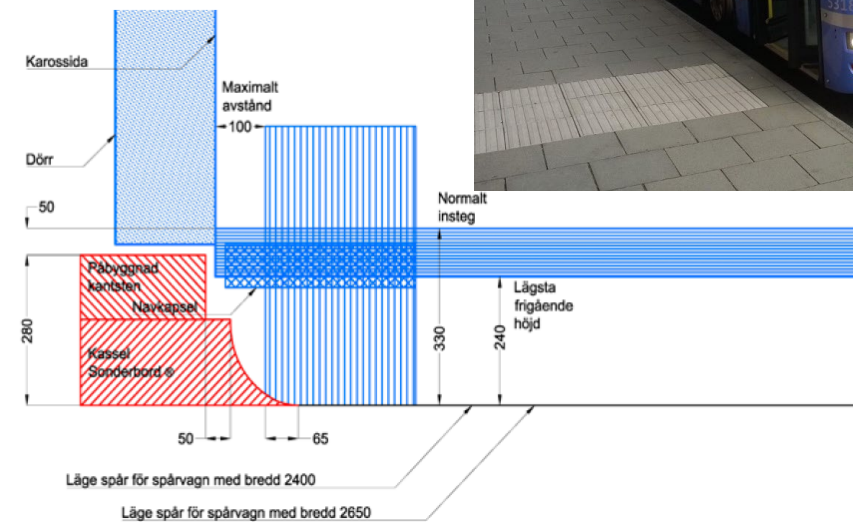 5318
Karossida
Maximalt
avstånd
100
Dörr
50
Normalt
insteg
Påbyggnad
kantsten
Navkapsel
Lägsta
frigående
höjd
280
330
240
Kassel
Sonderbord ®
50
65
Läge spår för spårvagn med bredd 2400
Läge spår för spårvagn med bredd 2650